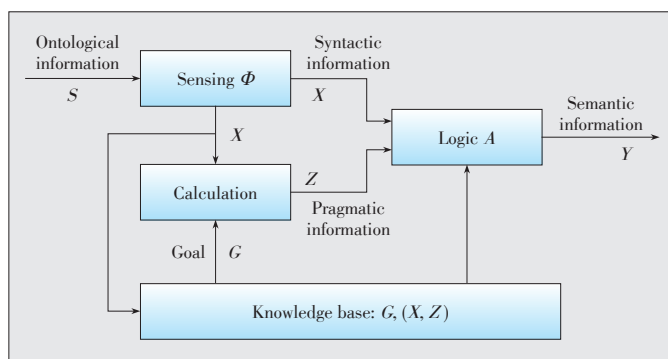 Ontological
information
S
Sensing Φ
Syntactic
information
X
X
Logic A
Semantic
information
Y
Calculation
Z
Pragmatic
information
Goal G
Knowledge base: G, (X, Z)